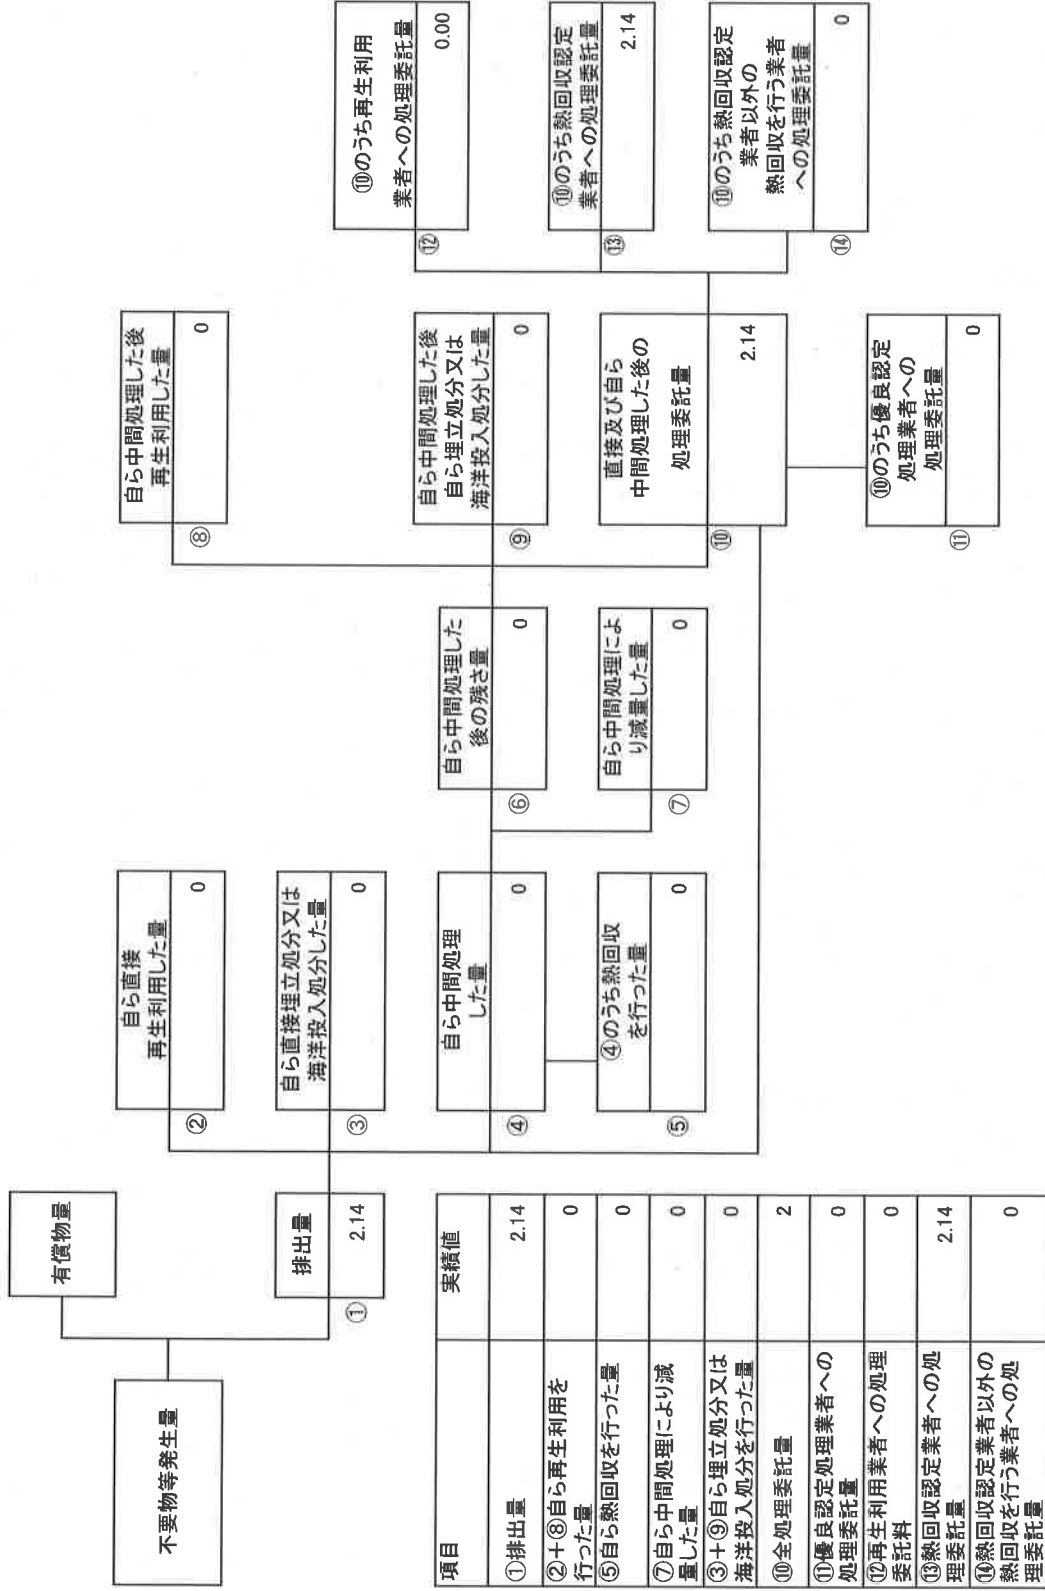 不要物等発生量
有償物量
排出量
① 2.14
自ら直接
再生利用した量
② 0
自ら直接埋立処分又は
海洋投入処分した量
③ 0
自ら中間処理
した量
④ 0
④のうち熱回収
を行った量
⑤ 0
自ら中間処理した
後の残さ量
⑥ 0
自ら中間処理によ
り減量した量
⑦ 0
自ら中間処理した後
再生利用した量
⑧ 0
自ら中間処理した後
自ら埋立処分又は
海洋投入処分した量
⑨ 0
直接及び自ら
中間処理した後の
処理委託量
⑩ 2.14
⑩のうち優良認定
処理業者への
処理委託量
⑪ 0
⑩のうち再生利用
業者への処理委託量
⑫ 0.00
⑩のうち熱回収認定
業者への処理委託量
⑬ 2.14
⑩のうち熱回収認定
業者以外の
熱回収を行う業者
への処理委託量
⑭ 0
項目 実績値
①排出量 2.14
②+⑧自ら再生利用を
行った量 0
⑤自ら熱回収を行った量 0
⑦自ら中間処理により減
量した量 0
③+⑨自ら埋立処分又は
海洋投入処分を行った量 0
⑩全処理委託量 2
⑪優良認定処理業者への
処理委託量 0
⑫再生利用業者への処理
委託料 0
⑬熱回収認定業者への処
理委託量 2.14
⑭熱回収認定業者以外の
熱回収を行う業者への処
理委託量 0